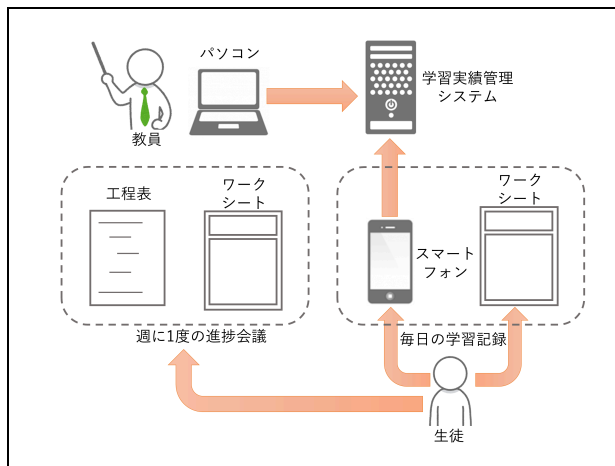 パソコン
学習実績管理
システム
教員
工程表
ワーク
シート
ワーク
シート
スマート
フォン
週に1度の進捗会議
毎日の学習記録
生徒